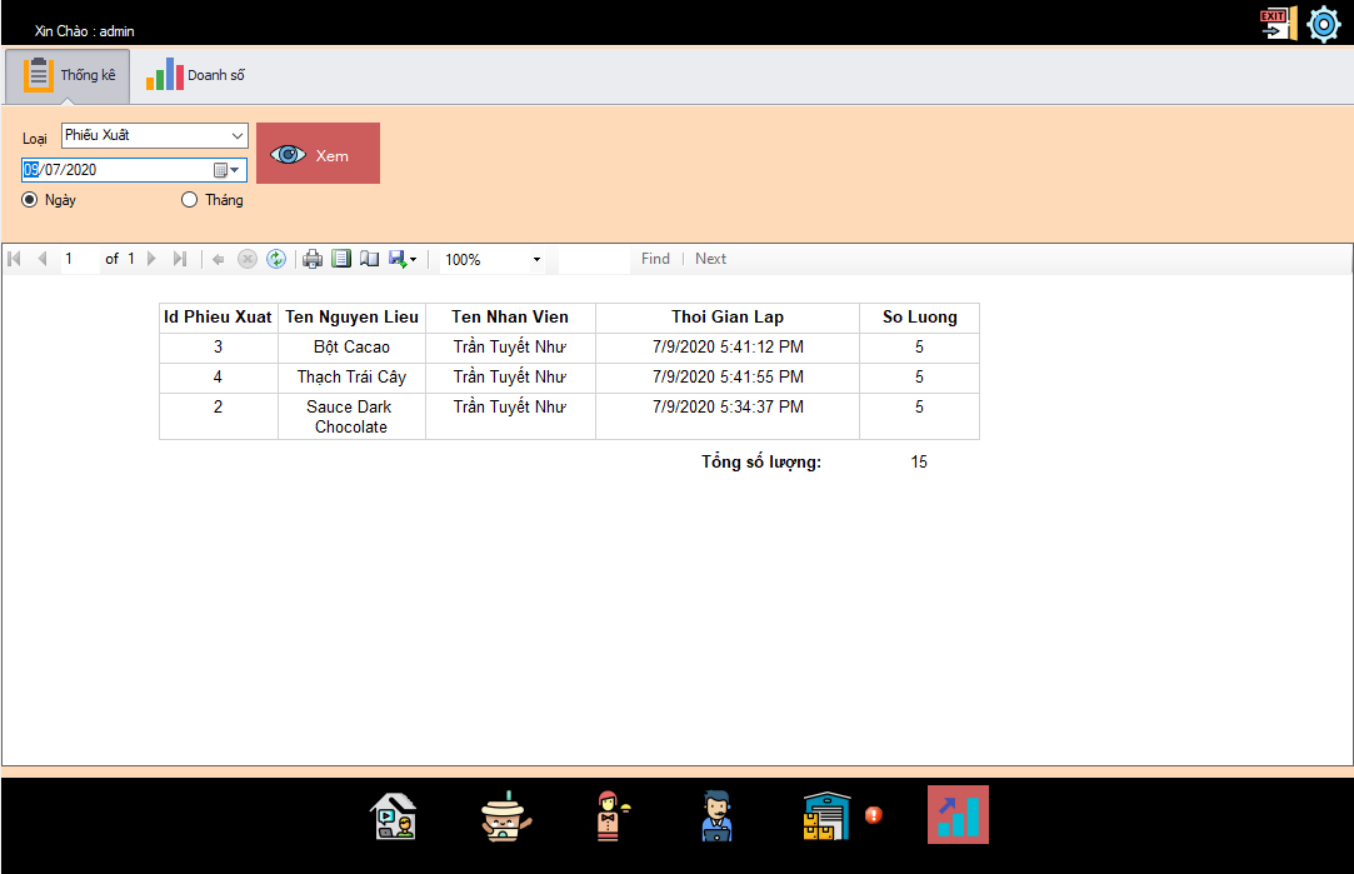 Xin Chào : admin
EXIT
Thống kê
Doanh số
Loại Phiếu Xuất
Xem
09/07/2020
Ngày Tháng
1 of 1 100% Find | Next
Id Phieu Xuat Ten Nguyen Lieu Ten Nhan Vien Thoi Gian Lap So Luong
3 Bột Cacao Trần Tuyết Như 7/9/2020 5:41:12 PM 5
4 Thạch Trái Cây Trần Tuyết Như 7/9/2020 5:41:55 PM 5
2 Sauce Dark Trần Tuyết Như 7/9/2020 5:34:37 PM 5
Chocolate
Tổng số lượng: 15